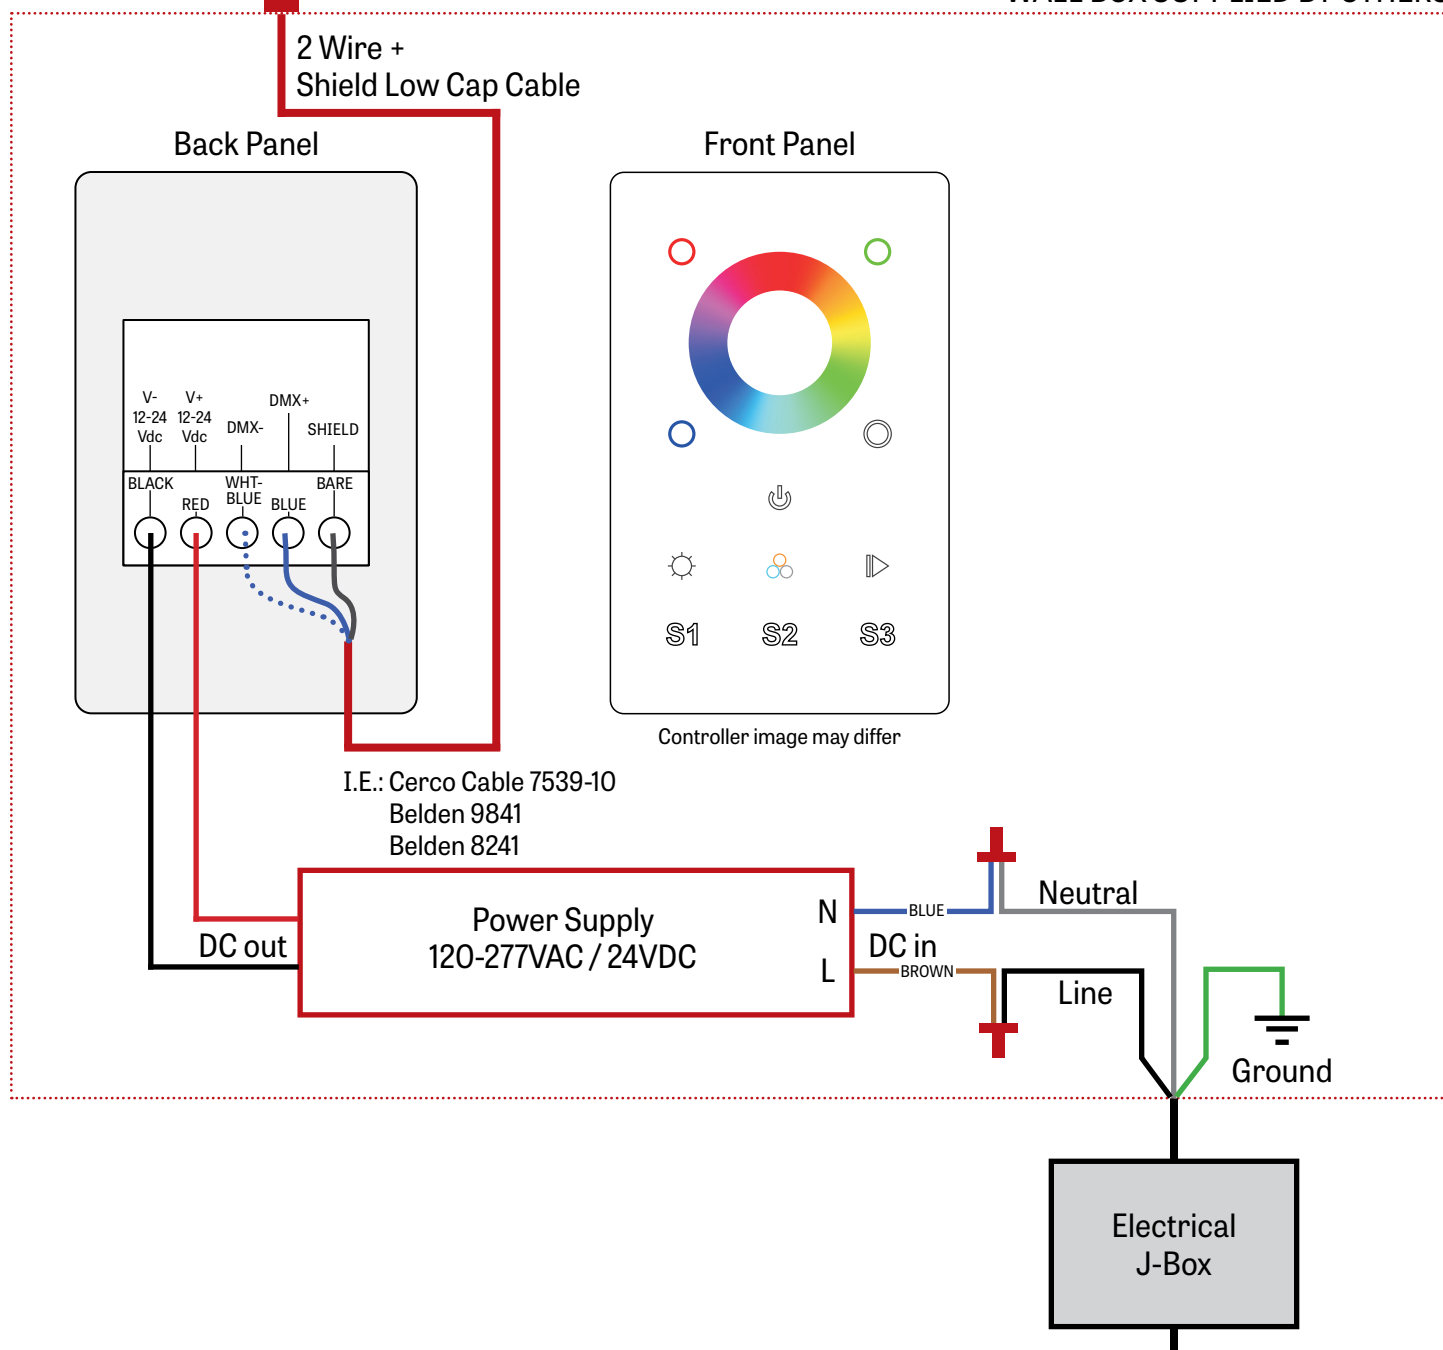 2 Wire +
Shield Low Cap Cable
Back Panel
Front Panel
V-
12-24
Vdc
V+
12-24
Vdc
DMX-
DMX+
SHIELD
BLACK
RED
WHT-
BLUE
BLUE
BARE
S1 S2 S3
Controller image may differ
I.E.: Cerco Cable 7539-10
Belden 9841
Belden 8241
DC out
Power Supply
120-277VAC / 24VDC
N
L
BLUE
DC in
BROWN
Neutral
Line
Ground
Electrical
J-Box